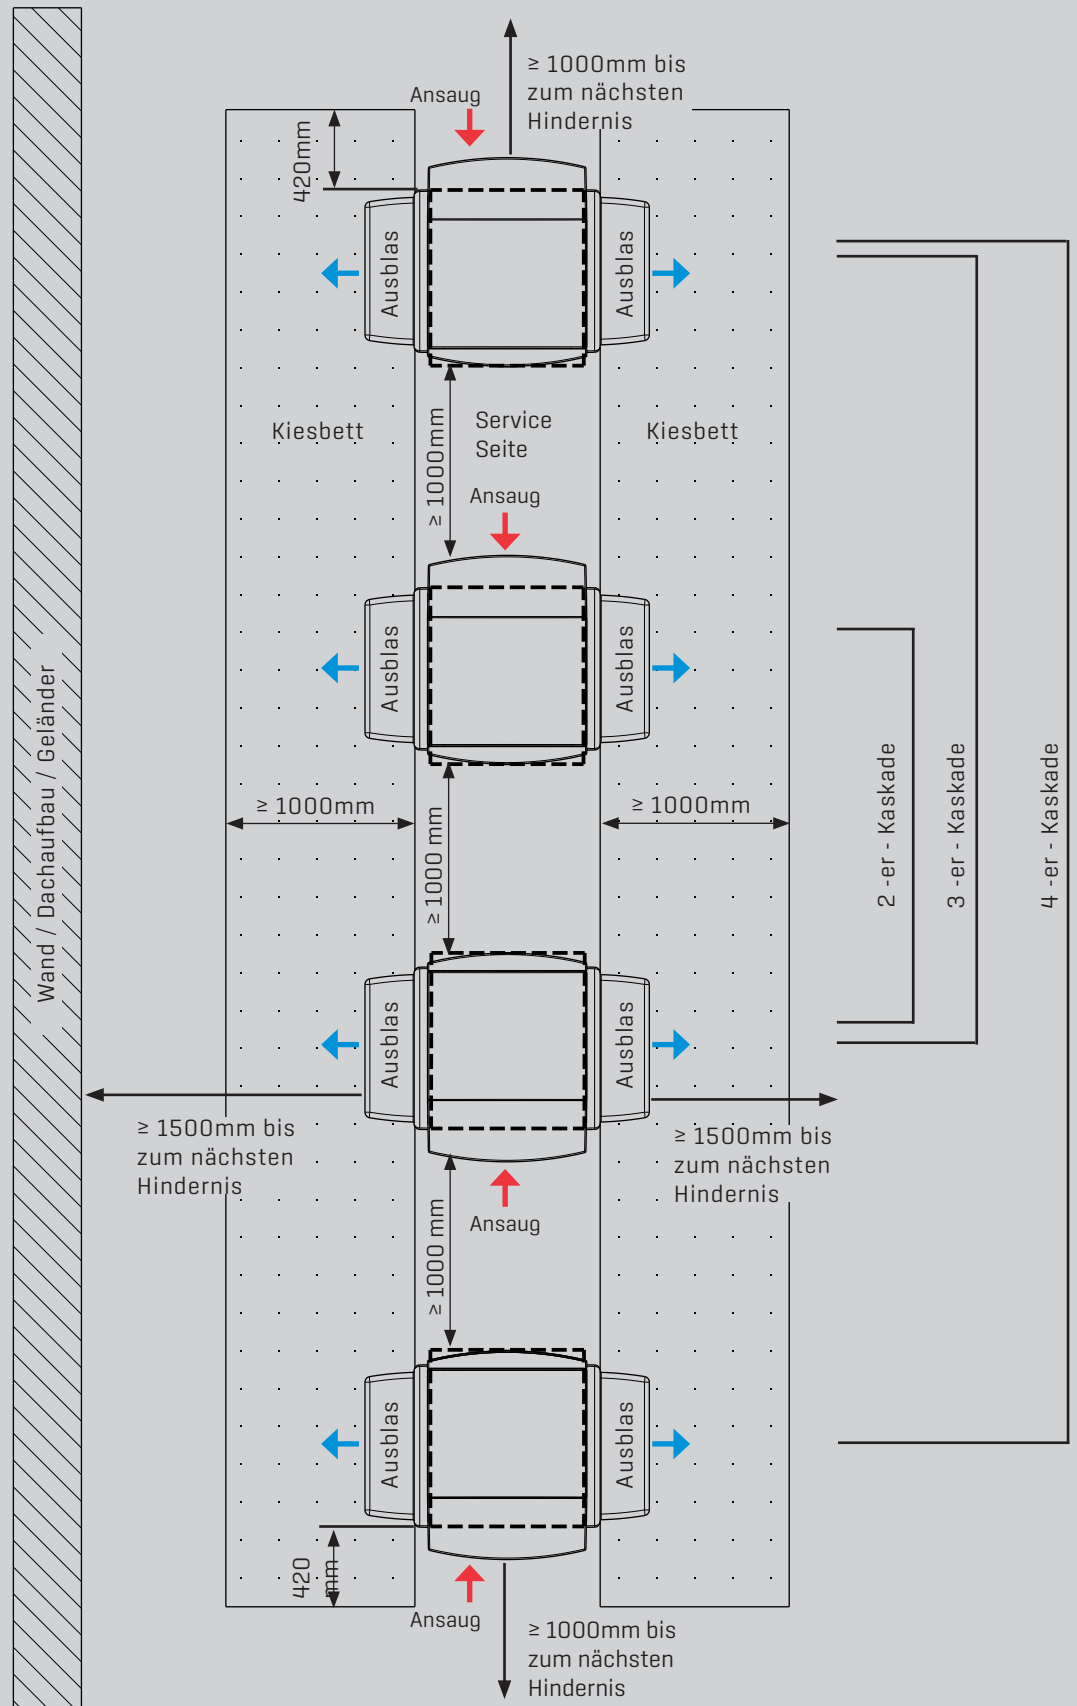 ≥ 1000mm bis
zum nächsten
Hindernis
Ansaug
420mm
Ausblas
Ausblas
Kiesbett
≥ 1000mm
Service
Seite
Kiesbett
Ansaug
Ausblas
Ausblas
Wand / Dachaufbau / Geländer
≥ 1000mm
≥ 1000 mm
≥ 1000mm
2 -er - Kaskade
3 -er - Kaskade
4 -er - Kaskade
Ausblas
Ausblas
≥ 1500mm bis
zum nächsten
Hindernis
≥ 1500mm bis
zum nächsten
Hindernis
Ansaug
≥ 1000 mm
Ausblas
Ausblas
420
mm
Ansaug
≥ 1000mm bis
zum nächsten
Hindernis